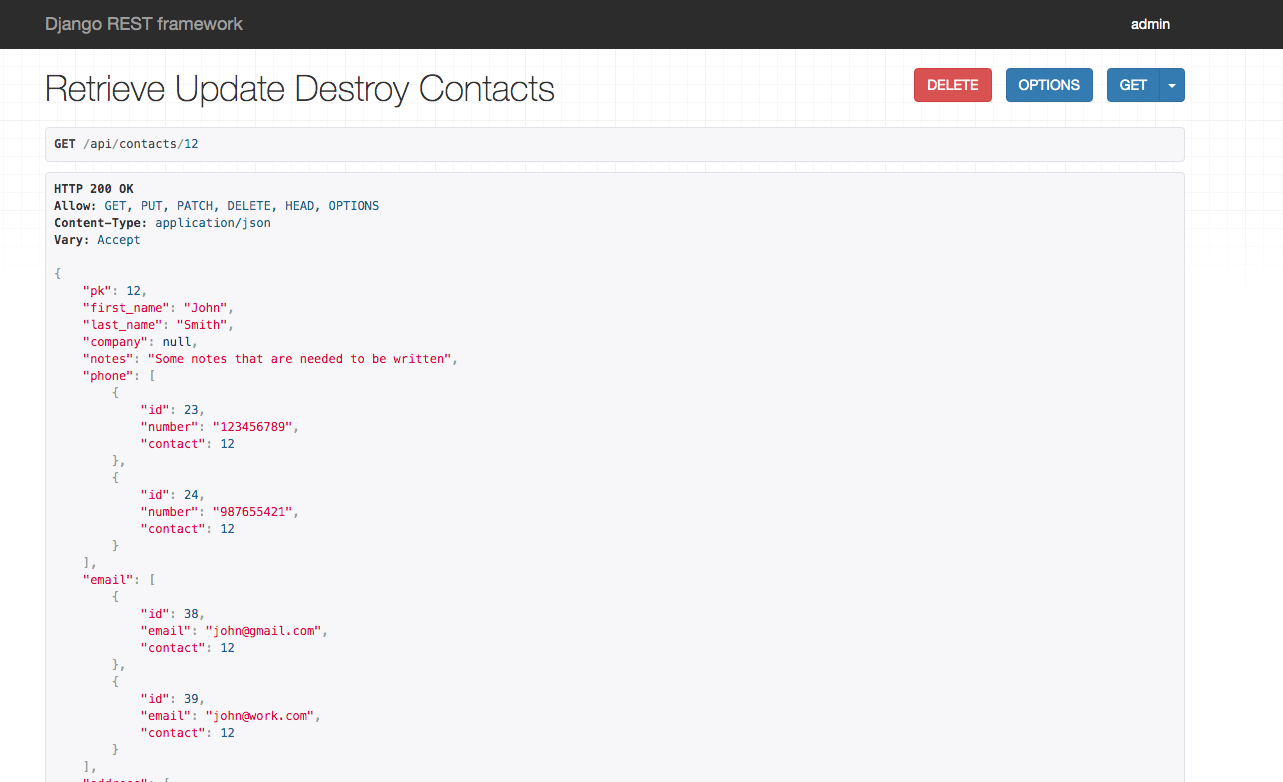 Django REST framework
admin
Retrieve Update Destroy Contacts
DELETE
OPTIONS
GET
GET /api/contacts/12
HTTP 200 OK
Allow: GET, PUT, PATCH, DELETE, HEAD, OPTIONS
Content-Type: application/json
Vary: Accept
{
    "pk": 12,
    "first_name": "John",
    "last_name": "Smith",
    "company": null,
    "notes": "Some notes that are needed to be written",
    "phone": [
        {
            "id": 23,
            "number": "123456789",
            "contact": 12
        },
        {
            "id": 24,
            "number": "987655421",
            "contact": 12
        }
    ],
    "email": [
        {
            "id": 38,
            "email": "john@gmail.com",
            "contact": 12
        },
        {
            "id": 39,
            "email": "john@work.com",
            "contact": 12
        }
    ],